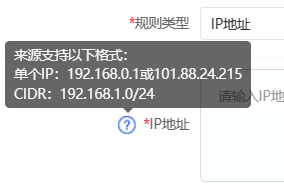 *规则类型 IP地址
来源支持以下格式：
单个IP：192.168.0.1或101.88.24.215
CIDR：192.168.1.0/24
请输入IP地
*IP地址